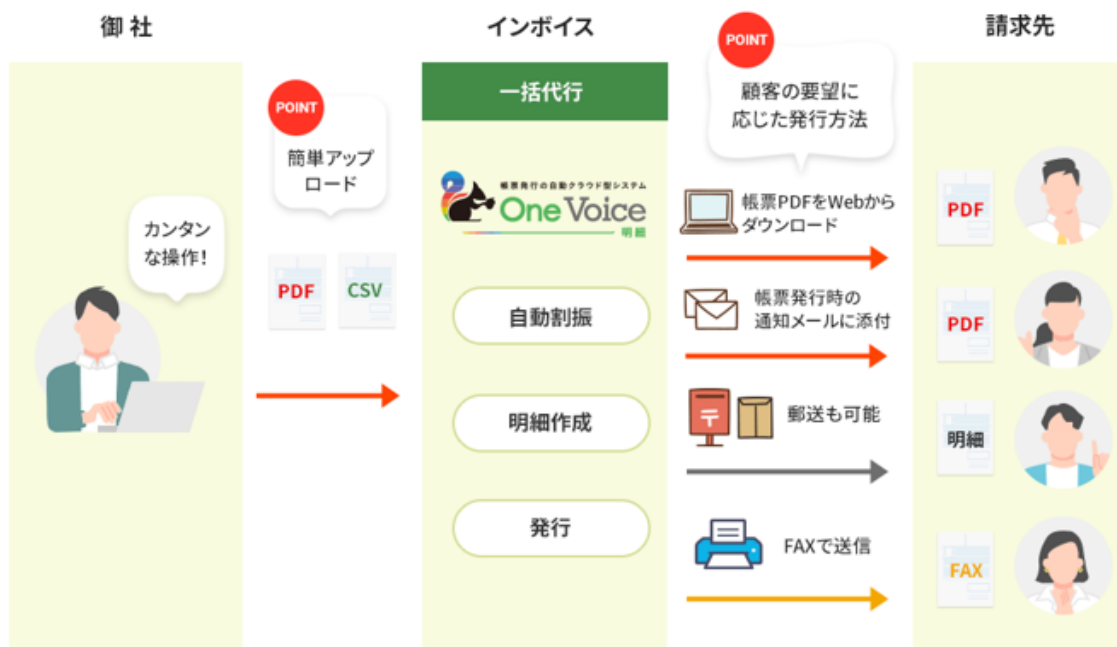 御 社
インボイス
請求先
カンタン
な操作！
POINT
簡単アップ
ロード
PDF
CSV
一括代行
帳票発行の自動クラウド型システム
One Voice
明細
自動割振
明細作成
発行
POINT
顧客の要望に
応じた発行方法
帳票PDFをWebから
ダウンロード
帳票発行時の
通知メールに添付
郵送も可能
FAXで送信
PDF
PDF
明細
FAX